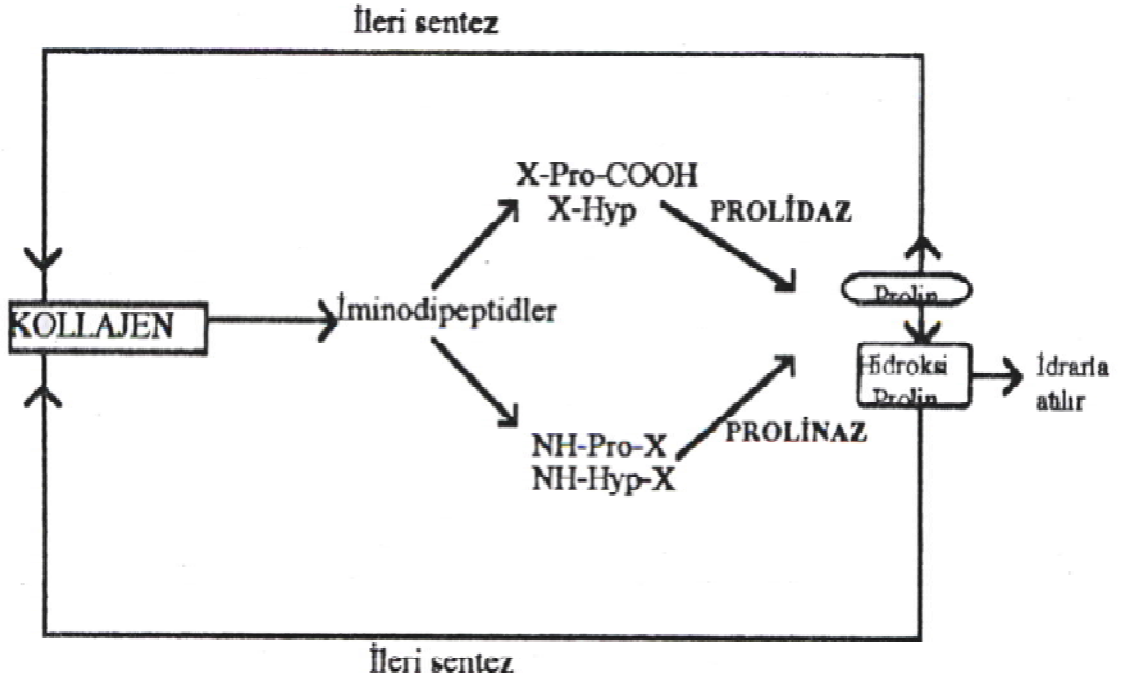 İleri sentez
X-Pro-COOH
X-Hyp
PROLİDAZ
Prolin
KOLLAJEN
İminodipeptidler
Hidroksi
Prolin
İdrarla
atılır
PROLİNAZ
NH-Pro-X
NH-Hyp-X
İleri sentez